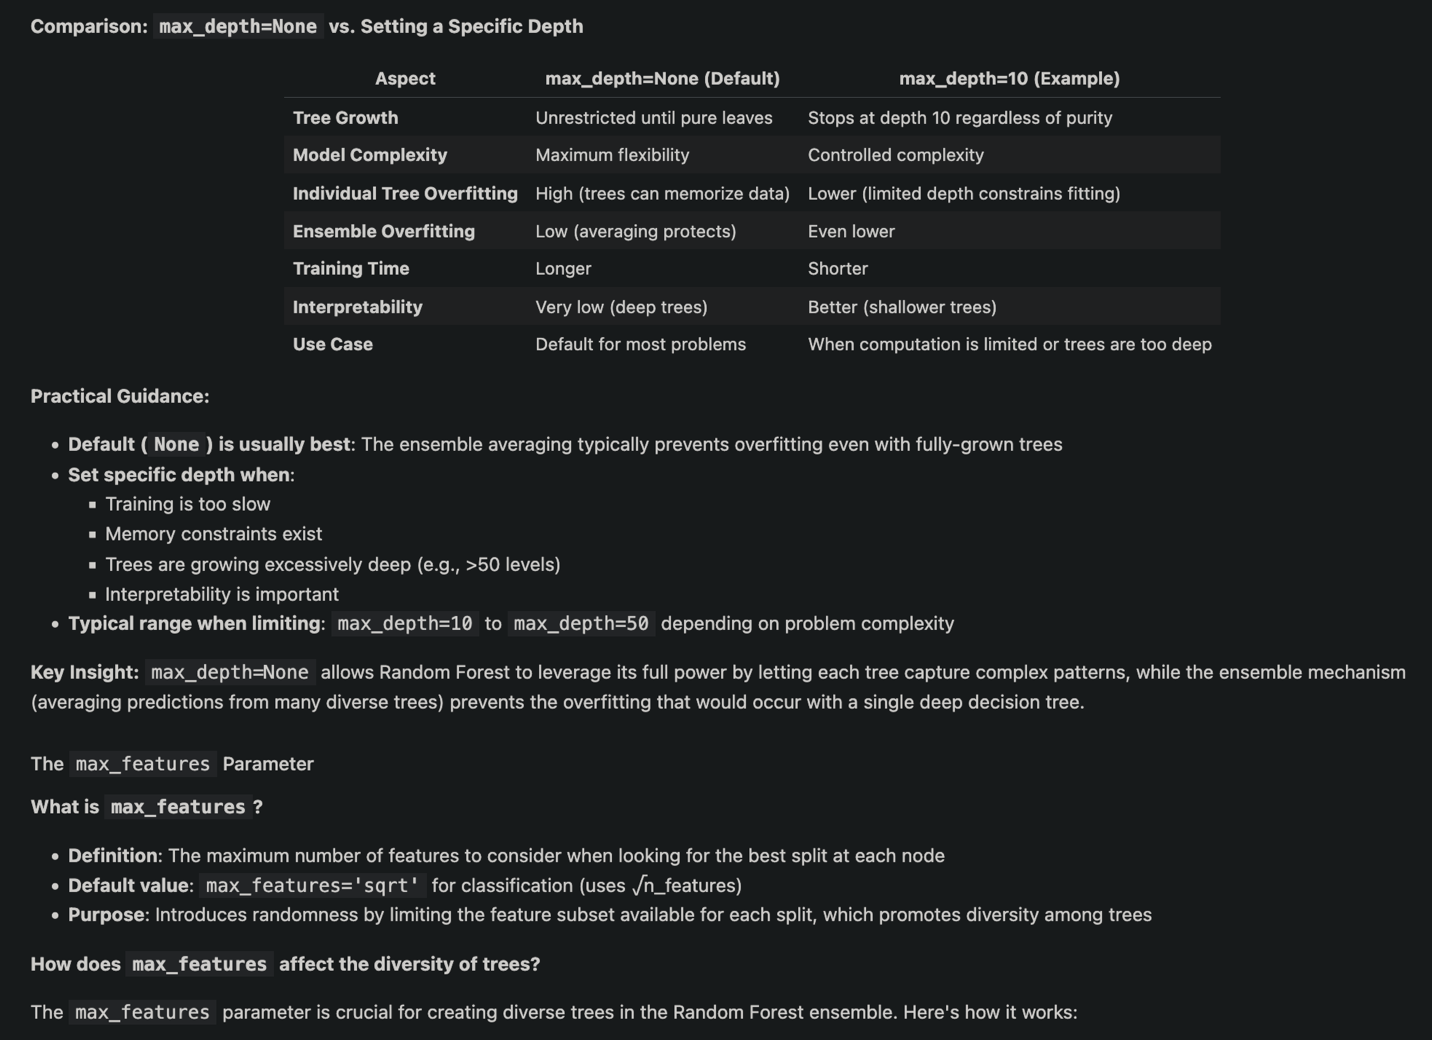 Comparison: max_depth=None vs. Setting a Specific Depth
Aspect max_depth=None (Default) max_depth=10 (Example)
Tree Growth Unrestricted until pure leaves Stops at depth 10 regardless of purity
Model Complexity Maximum flexibility Controlled complexity
Individual Tree Overfitting High (trees can memorize data) Lower (limited depth constrains fitting)
Ensemble Overfitting Low (averaging protects) Even lower
Training Time Longer Shorter
Interpretability Very low (deep trees) Better (shallower trees)
Use Case Default for most problems When computation is limited or trees are too deep
Practical Guidance:
• Default ( None ) is usually best: The ensemble averaging typically prevents overfitting even with fully-grown trees
• Set specific depth when:
▪ Training is too slow
▪ Memory constraints exist
▪ Trees are growing excessively deep (e.g., >50 levels)
▪ Interpretability is important
• Typical range when limiting: max_depth=10 to max_depth=50 depending on problem complexity
Key Insight: max_depth=None allows Random Forest to leverage its full power by letting each tree capture complex patterns, while the ensemble mechanism
(averaging predictions from many diverse trees) prevents the overfitting that would occur with a single deep decision tree.
The max_features Parameter
What is max_features ?
• Definition: The maximum number of features to consider when looking for the best split at each node
• Default value: max_features='sqrt' for classification (uses √n_features)
• Purpose: Introduces randomness by limiting the feature subset available for each split, which promotes diversity among trees
How does max_features affect the diversity of trees?
The max_features parameter is crucial for creating diverse trees in the Random Forest ensemble. Here's how it works: